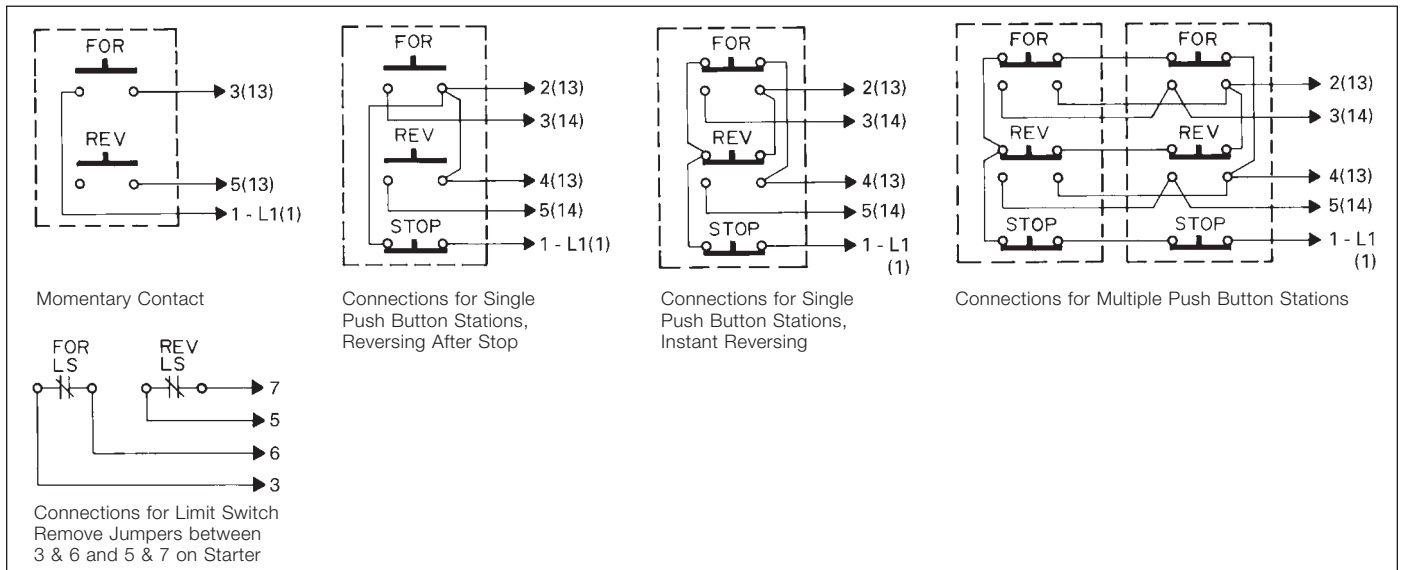 FOR
3(13)
REV
5(13)
1 - L1(1)
Momentary Contact
FOR
2(13)
3(14)
REV
4(13)
5(14)
STOP
1 - L1(1)
Connections for Single
Push Button Stations,
Reversing After Stop
FOR
2(13)
3(14)
REV
4(13)
5(14)
STOP
1 - L1
(1)
Connections for Single
Push Button Stations,
Instant Reversing
FOR FOR
2(13)
3(14)
REV REV
4(13)
5(14)
STOP STOP
1 - L1
(1)
Connections for Multiple Push Button Stations
FOR REV
LS LS
7
5
6
3
Connections for Limit Switch
Remove Jumpers between
3 & 6 and 5 & 7 on Starter